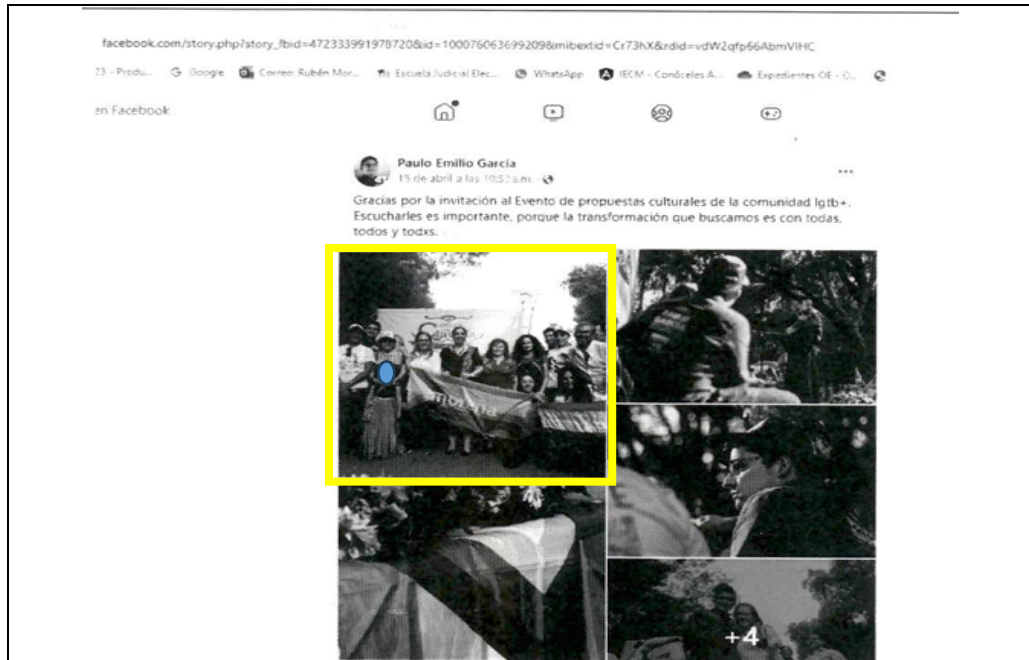 facebook.com/story.php?story_fbid=472333991978720&id=100076063699209&mibextid=Cr73hX&rdid=vdW2qfp66AbmVIHC
23 - Produ... Google Correo: Rubén Mor... Escuela Judicial Elec... WhatsApp IECM - Conóceles A... Expedientes OE - C...
en Facebook
Paulo Emilio García
15 de abril a las 10:52 a.m.
Gracias por la invitación al Evento de propuestas culturales de la comunidad lgtb+.
Escucharles es importante, porque la transformación que buscamos es con todas,
todos y todxs.
morena
+4